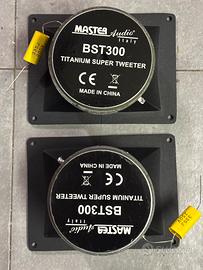 MASTER Audio
italy
BST300
TITANIUM SUPER TWEETER
CE
MADE IN CHINA
MASTER Audio
italy
BST300
TITANIUM SUPER TWEETER
CE
MADE IN CHINA
subito